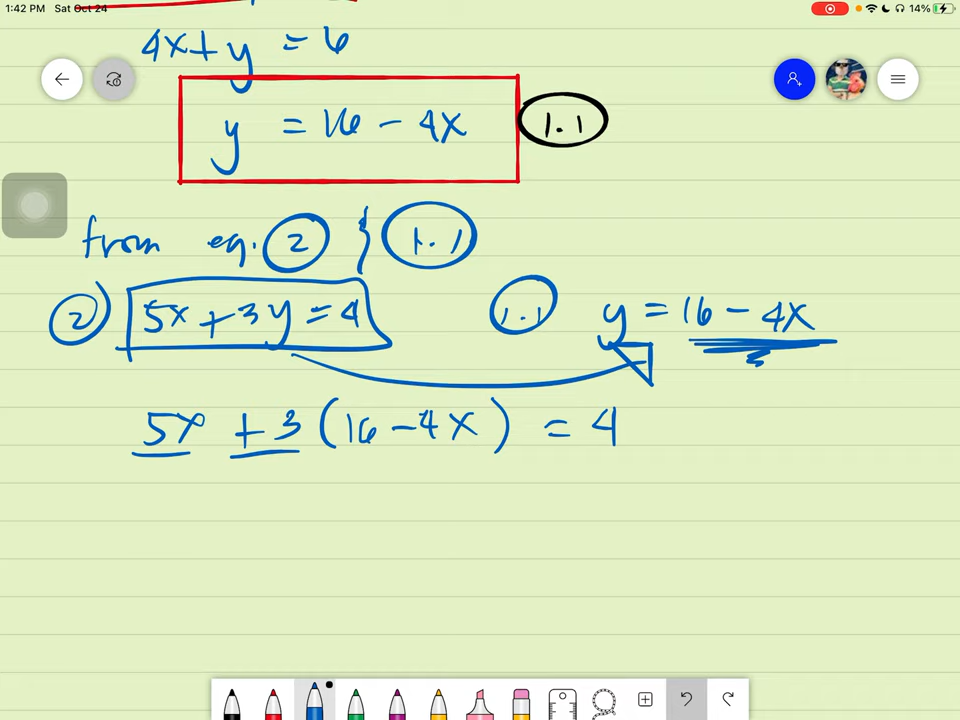 1:42 PM Sat Oct 24 14%
4x + y = 6
y = 16 - 4x 1.1
from eq. 2 } 1.1
2) 5x + 3y = 4 1.1 y = 16 - 4x
5x + 3 (16 - 4x) = 4